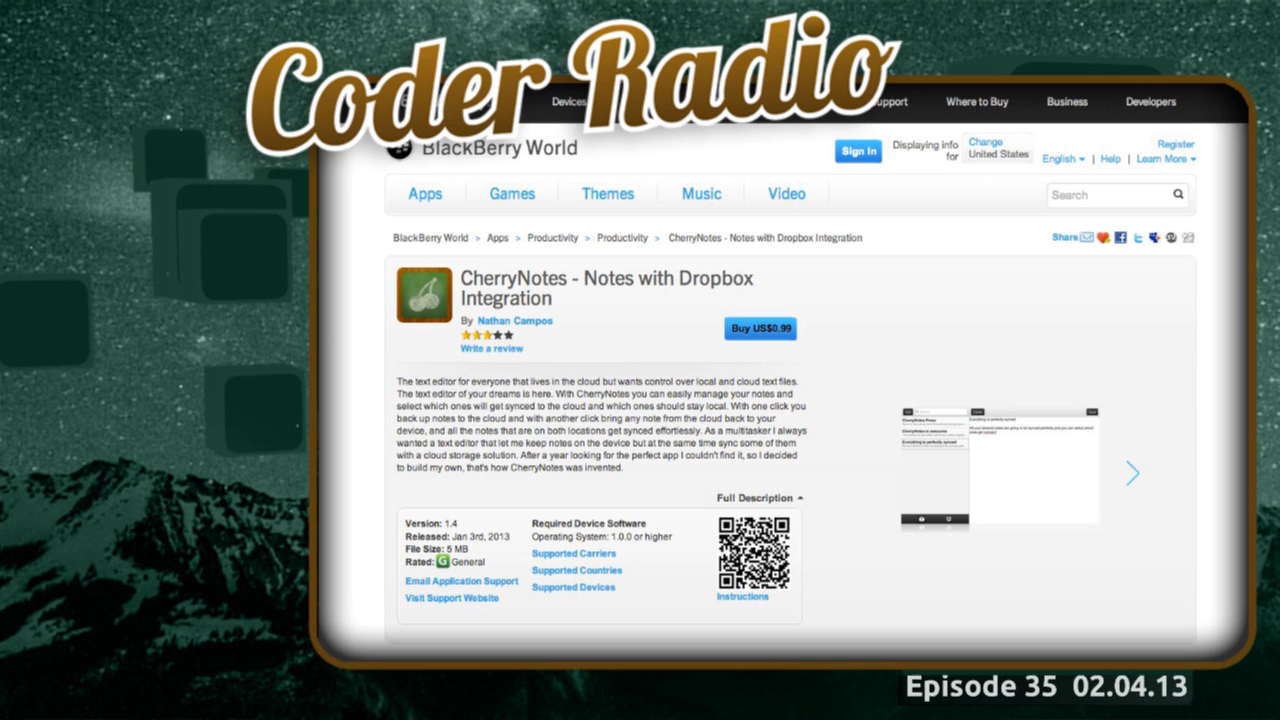 Coder Radio
Devices
upport
Where to Buy
Business
Developers
BlackBerry World
Sign In
Displaying info
for
Change
United States
Register
English | Help | Learn More
Apps
Games
Themes
Music
Video
Search
BlackBerry World > Apps > Productivity > Productivity > CherryNotes - Notes with Dropbox Integration
Share
CherryNotes - Notes with Dropbox
Integration
By Nathan Campos
Write a review
Buy US$0.99
The text editor for everyone that lives in the cloud but wants control over local and cloud text files.
The text editor of your dreams is here. With CherryNotes you can easily manage your notes and
select which ones will get synced to the cloud and which ones should stay local. With one click you
back up notes to the cloud and with another click bring any note from the cloud back to your
device, and all the notes that are on both locations get synced effortlessly. As a multitasker I always
wanted a text editor that let me keep notes on the device but at the same time sync some of them
with a cloud storage solution. After a year looking for the perfect app I couldn't find it, so I decided
to build my own, that's how CherryNotes was invented.
Full Description
Version: 1.4
Released: Jan 3rd, 2013
File Size: 5 MB
Rated: G General
Email Application Support
Visit Support Website
Required Device Software
Operating System: 1.0.0 or higher
Supported Carriers
Supported Countries
Supported Devices
Instructions
Everything is perfectly synced
Episode 35 02.04.13